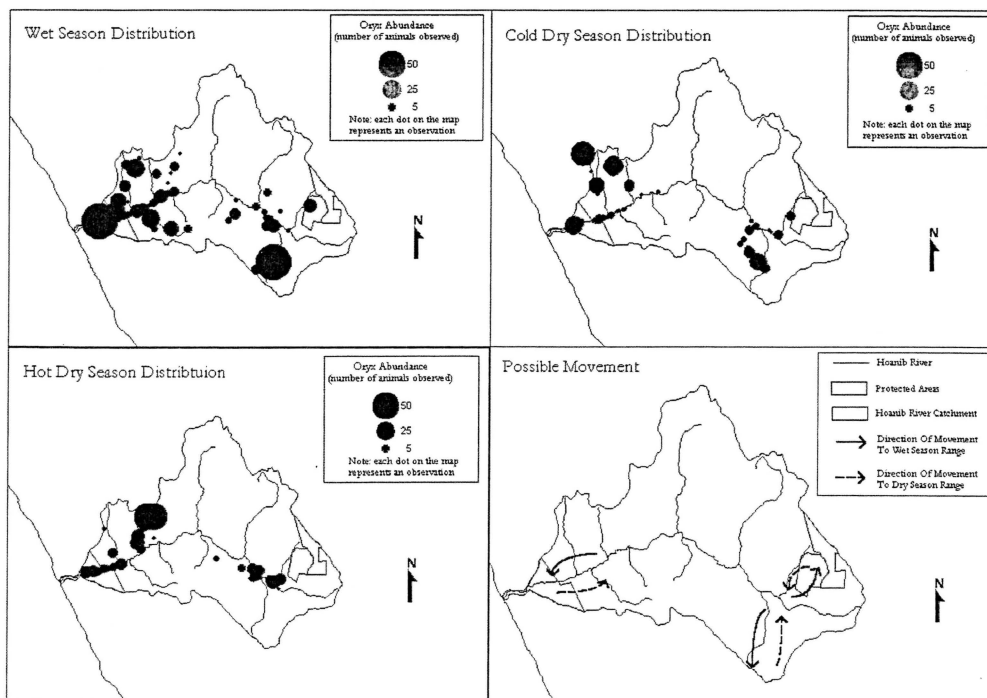 Wet Season Distribution
Oryx Abundance
(number of animals observed)
50
25
5
Note: each dot on the map
represents an observation
N
Cold Dry Season Distribution
Oryx Abundance
(number of animals observed)
50
25
5
Note: each dot on the map
represents an observation
N
Hot Dry Season Distribtuion
Oryx Abundance
(number of animals observed)
50
25
5
Note: each dot on the map
represents an observation
N
Possible Movement
Hoanib River
Protected Areas
Hoanib River Catchment
Direction Of Movement
To Wet Season Range
Direction Of Movement
To Dry Season Range
N